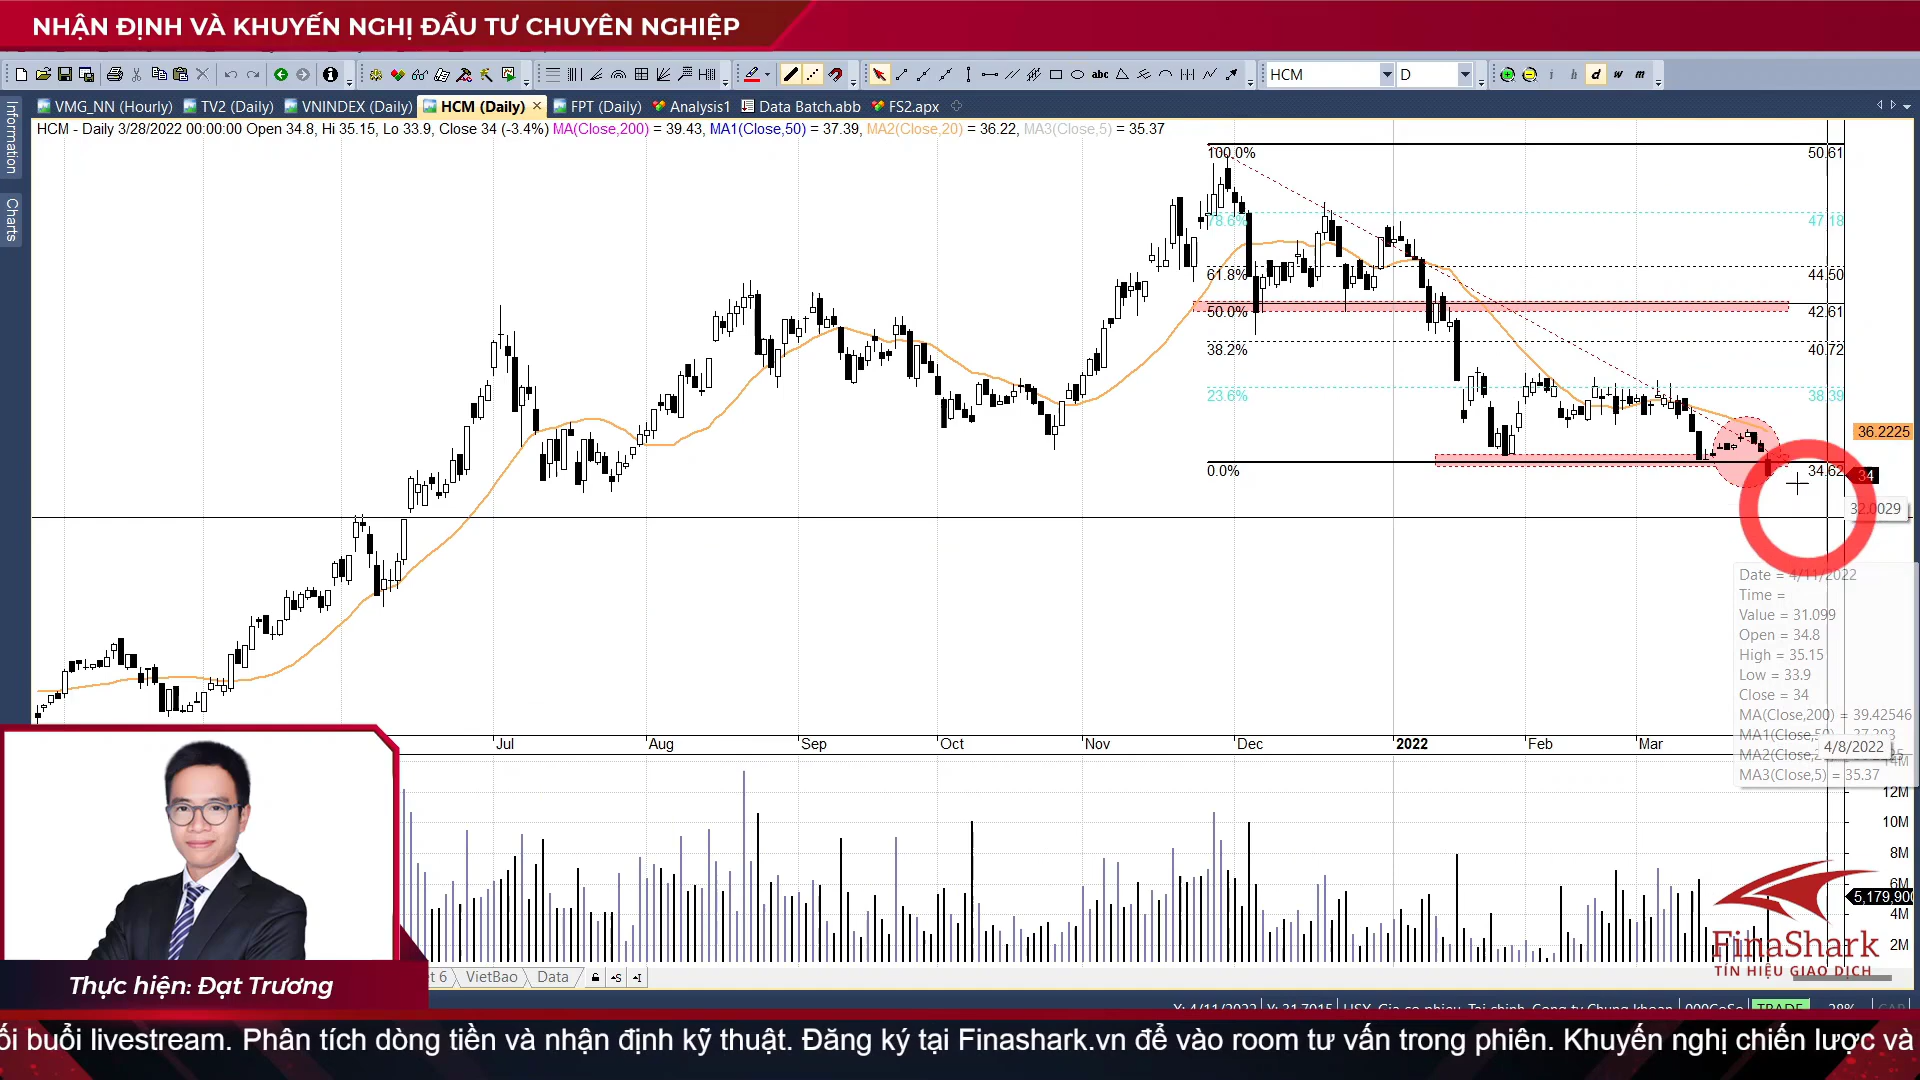 NHẬN ĐỊNH VÀ KHUYẾN NGHỊ ĐẦU TƯ CHUYÊN NGHIỆP
HCM
D
VMG_NN (Hourly)
TV2 (Daily)
VNINDEX (Daily)
HCM (Daily)
FPT (Daily)
Analysis1
Data Batch.abb
FS2.apx
Information
Charts
HCM - Daily 3/28/2022 00:00:00 Open 34.8, Hi 35.15, Lo 33.9, Close 34 (-3.4%) MA(Close,200) = 39.43, MA1(Close,50) = 37.39, MA2(Close,20) = 36.22, MA3(Close,5) = 35.37
100.0% 50.61
78.6% 47.18
61.8% 44.50
50.0% 42.61
38.2% 40.72
23.6% 38.39
36.2225
0.0% 34.62
34
32.0029
Date = 4/11/2022
Time =
Value = 31.099
Open = 34.8
High = 35.15
Low = 33.9
Close = 34
MA(Close,200) = 39.42546
4/8/2022
MA3(Close,5) = 35.37
Jul Aug Sep Oct Nov Dec 2022 Feb Mar
14M
12M
10M
8M
6M
5,179,900
4M
2M
FinaShark
TÍN HIỆU GIAO DỊCH
VietBao
Data
Thực hiện: Đạt Trương
ối buổi livestream. Phân tích dòng tiền và nhận định kỹ thuật. Đăng ký tại Finashark.vn để vào room tư vấn trong phiên. Khuyến nghị chiến lược và